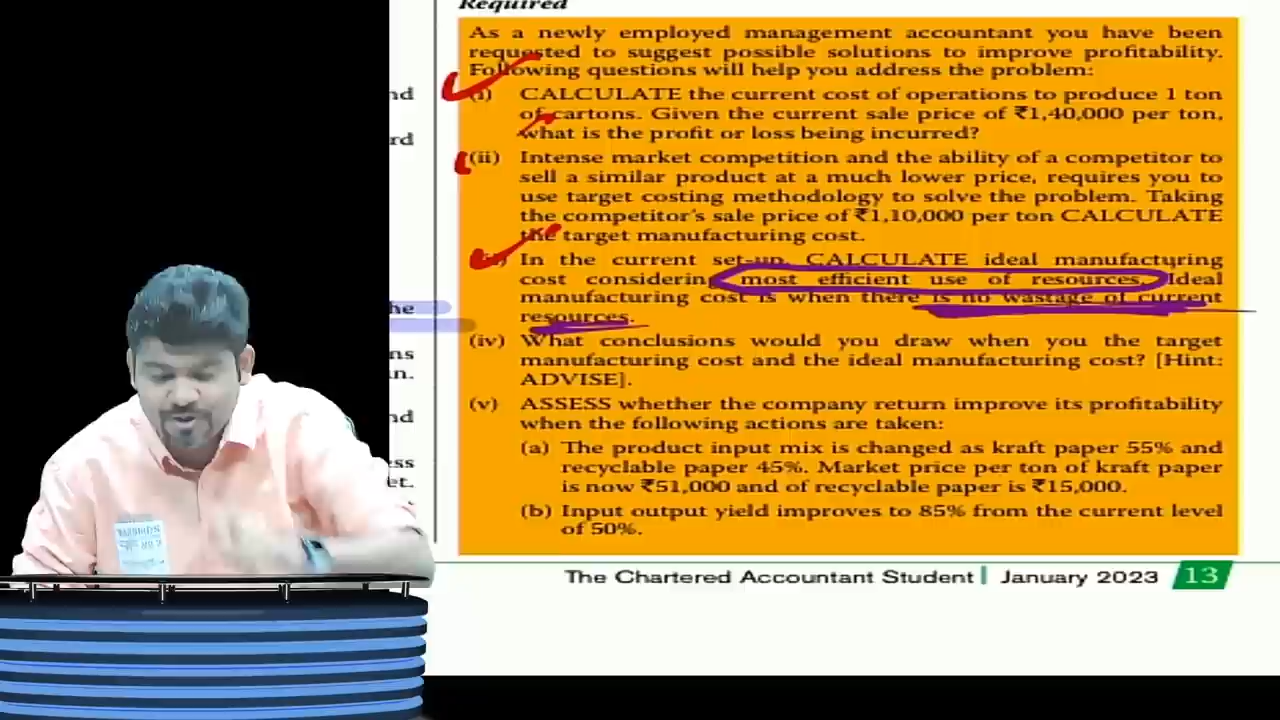 Required
As a newly employed management accountant you have been
requested to suggest possible solutions to improve profitability.
Following questions will help you address the problem:
(i) CALCULATE the current cost of operations to produce 1 ton
of cartons. Given the current sale price of ₹1,40,000 per ton,
what is the profit or loss being incurred?
(ii) Intense market competition and the ability of a competitor to
sell a similar product at a much lower price, requires you to
use target costing methodology to solve the problem. Taking
the competitor's sale price of ₹1,10,000 per ton CALCULATE
the target manufacturing cost.
In the current set-up, CALCULATE ideal manufacturing
cost considering most efficient use of resources. Ideal
manufacturing cost is when there is no wastage of current
resources.
(iv) What conclusions would you draw when you the target
manufacturing cost and the ideal manufacturing cost? [Hint:
ADVISE].
(v) ASSESS whether the company return improve its profitability
when the following actions are taken:
(a) The product input mix is changed as kraft paper 55% and
recyclable paper 45%. Market price per ton of kraft paper
is now ₹51,000 and of recyclable paper is ₹15,000.
(b) Input output yield improves to 85% from the current level
of 50%.
The Chartered Accountant Student | January 2023 13
nd
rd
he
ns
n.
nd
ess
et.